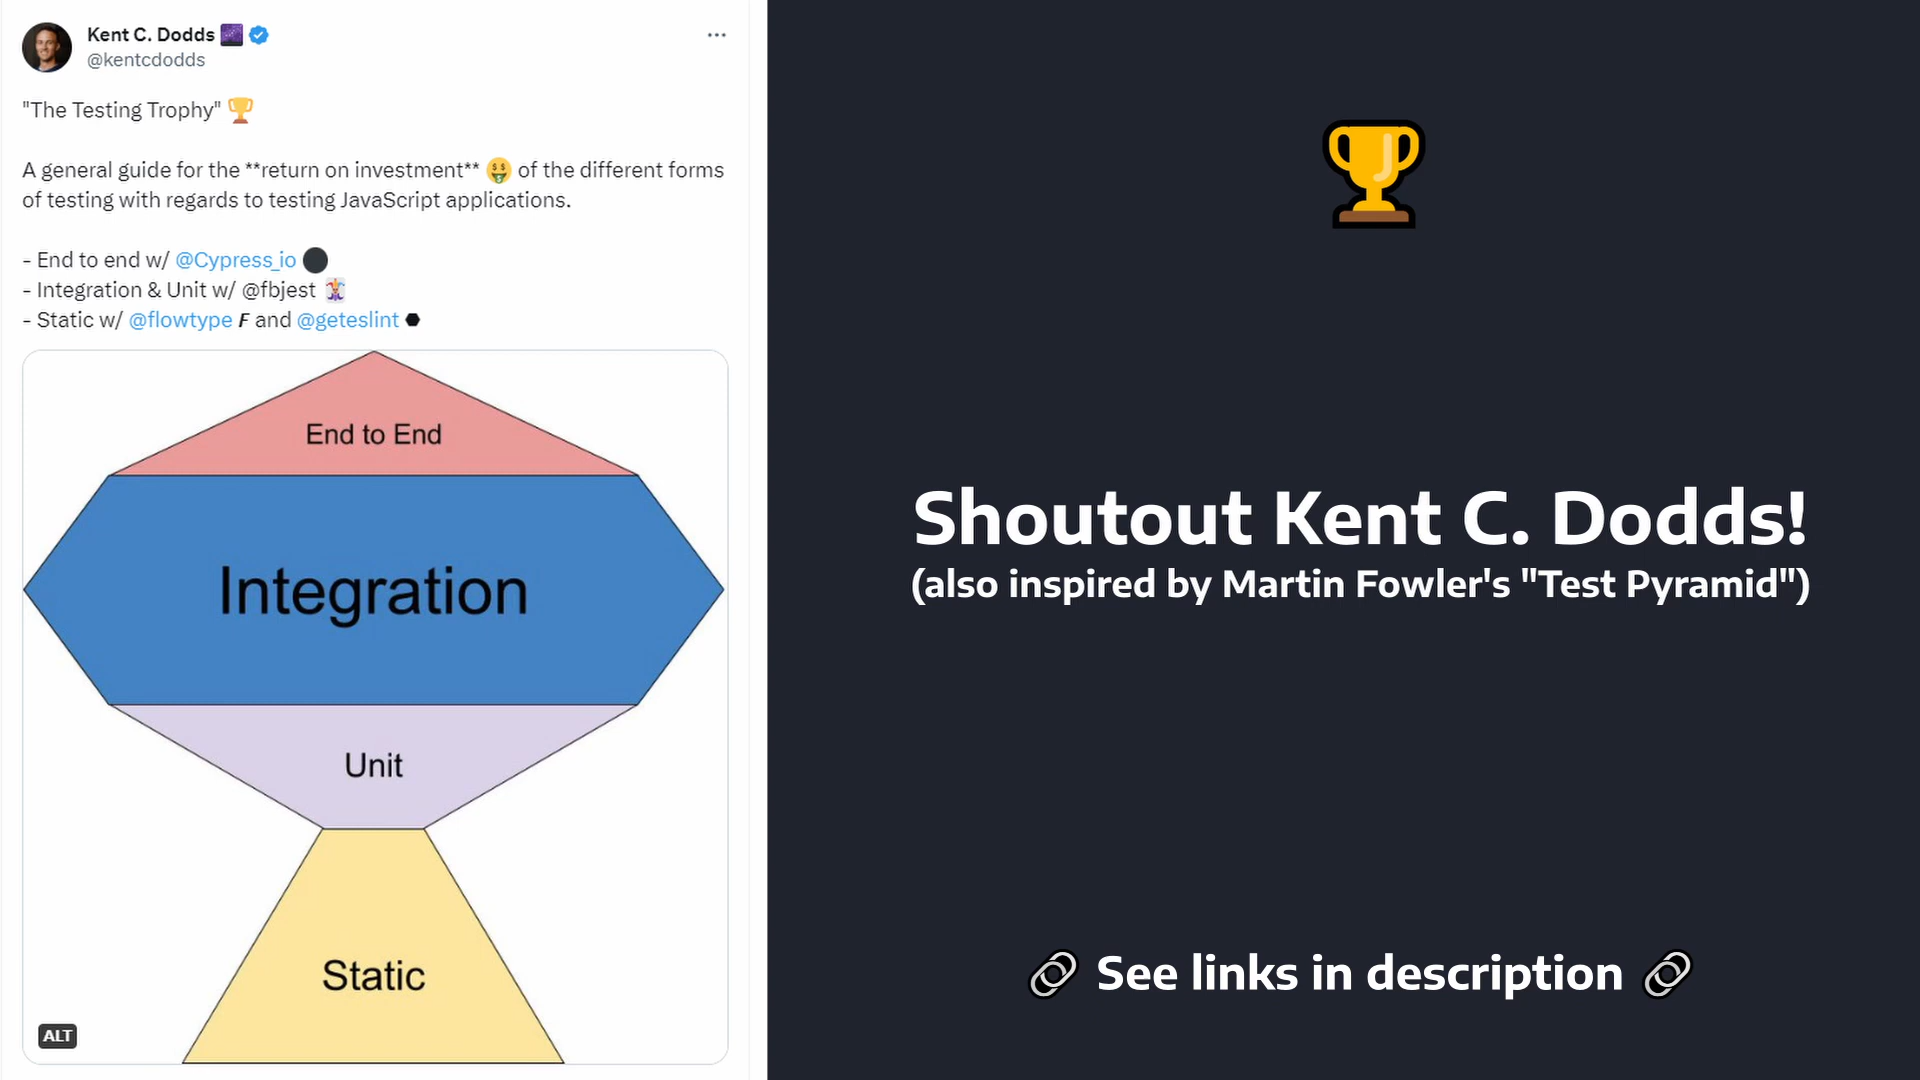 Kent C. Dodds
@kentcdodds
"The Testing Trophy" 🏆
A general guide for the **return on investment** 🤑 of the different forms
of testing with regards to testing JavaScript applications.
- End to end w/ @Cypress_io ⚫
- Integration & Unit w/ @fbjest 🃏
- Static w/ @flowtype 𝙁 and @geteslint ⬣
End to End
Integration
Unit
Static
ALT
Shoutout Kent C. Dodds!
(also inspired by Martin Fowler's "Test Pyramid")
🔗 See links in description 🔗